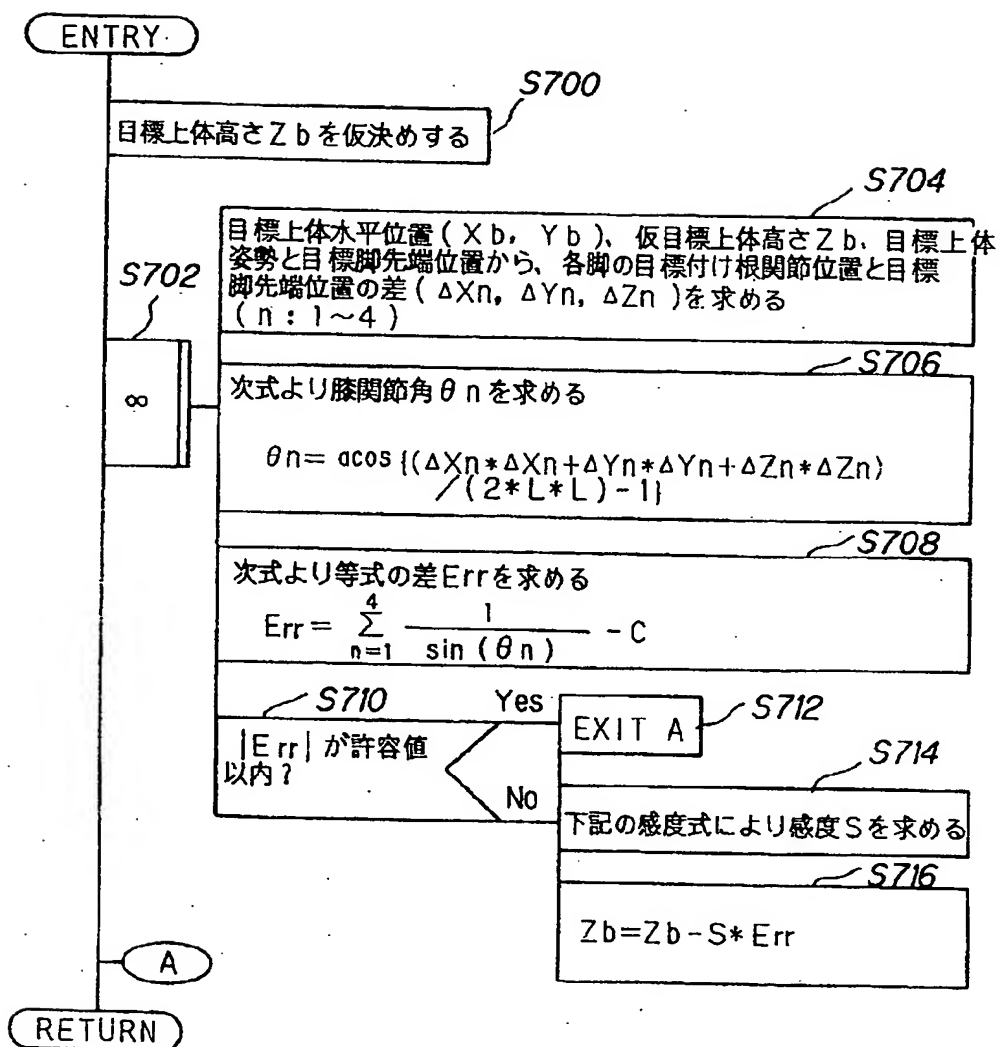 ENTRY
S700
目標上体高さZbを仮決めする
S704
目標上体水平位置(Xb, Yb)、仮目標上体高さZb、目標上体
姿勢と目標脚先端位置から、各脚の目標付け根関節位置と目標
脚先端位置の差(ΔXn, ΔYn, ΔZn)を求める
(n:1~4)
S702
∞
S706
次式より膝関節角θnを求める
θn= acos{(ΔXn*ΔXn+ΔYn*ΔYn+ΔZn*ΔZn)
/(2*L*L)-1}
S708
次式より等式の差Errを求める
Err= 4 Σ n=1 1/sin(θn) -C
S710
|Err|が許容値
以内?
Yes
No
EXIT A
S712
S714
下記の感度式により感度Sを求める
S716
Zb=Zb-S*Err
A
RETURN